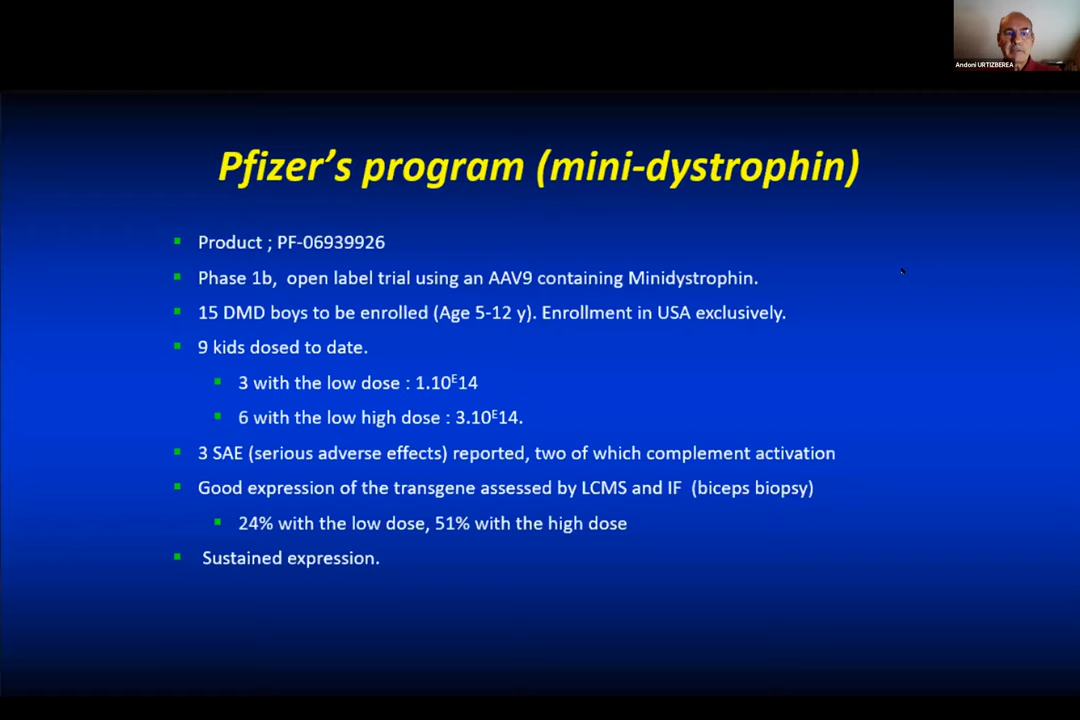 Andoni URTIZBEREA
Pfizer's program (mini-dystrophin)
Product ; PF-06939926
Phase 1b, open label trial using an AAV9 containing Minidystrophin.
15 DMD boys to be enrolled (Age 5-12 y). Enrollment in USA exclusively.
9 kids dosed to date.
3 with the low dose : 1.10ᴱ14
6 with the low high dose : 3.10ᴱ14.
3 SAE (serious adverse effects) reported, two of which complement activation
Good expression of the transgene assessed by LCMS and IF (biceps biopsy)
24% with the low dose, 51% with the high dose
Sustained expression.